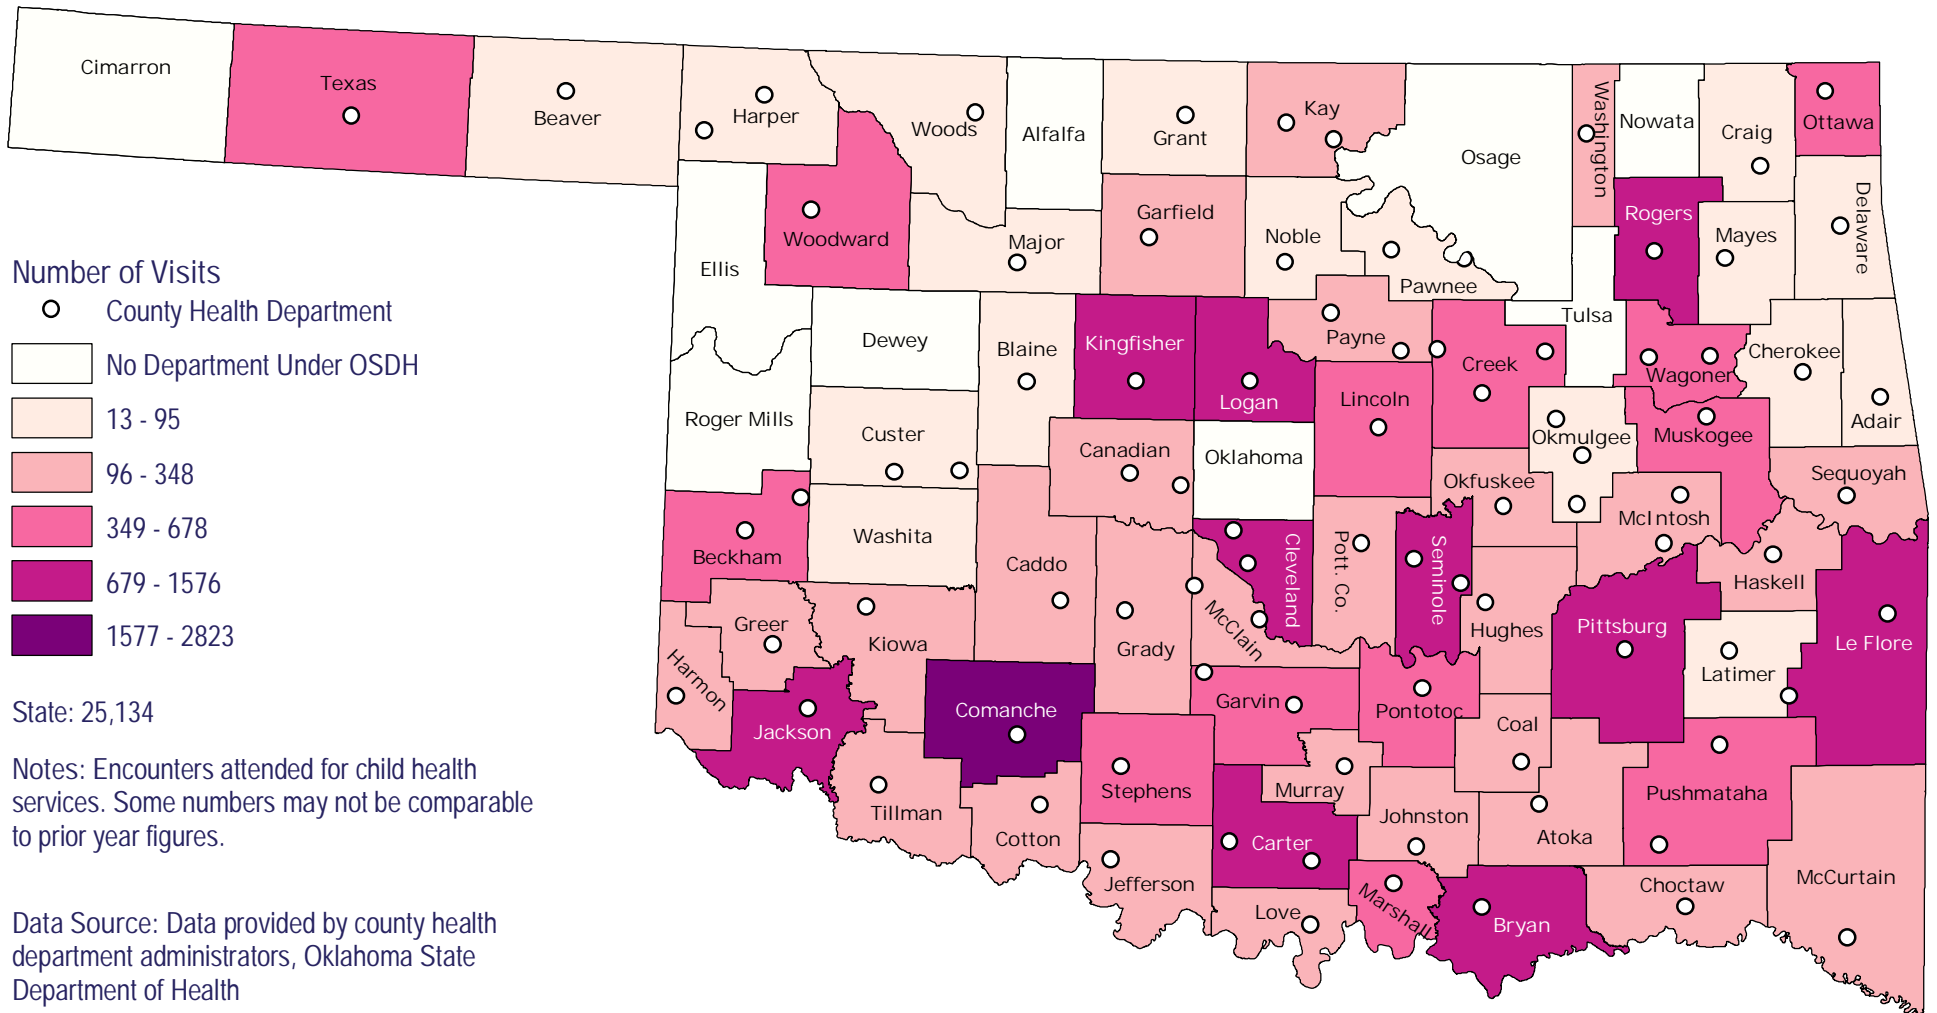 Cimarron
Texas
Beaver
Harper
Woods
Alfalfa
Grant
Kay
Osage
Washington
Nowata
Craig
Ottawa
Delaware
Ellis
Woodward
Major
Garfield
Noble
Pawnee
Rogers
Mayes
Tulsa
Roger Mills
Dewey
Blaine
Kingfisher
Logan
Payne
Creek
Wagoner
Cherokee
Adair
Custer
Canadian
Oklahoma
Lincoln
Okmulgee
Muskogee
Sequoyah
Okfuskee
McIntosh
Beckham
Washita
Caddo
Grady
McClain
Cleveland
Pott. Co.
Seminole
Hughes
Pittsburg
Haskell
Latimer
Le Flore
Harmon
Greer
Kiowa
Jackson
Comanche
Tillman
Cotton
Stephens
Garvin
Pontotoc
Coal
Murray
Johnston
Atoka
Pushmataha
McCurtain
Jefferson
Carter
Love
Marshall
Bryan
Choctaw
Number of Visits
County Health Department
No Department Under OSDH
13 - 95
96 - 348
349 - 678
679 - 1576
1577 - 2823
State: 25,134
Notes: Encounters attended for child health
services. Some numbers may not be comparable
to prior year figures.
Data Source: Data provided by county health
department administrators, Oklahoma State
Department of Health